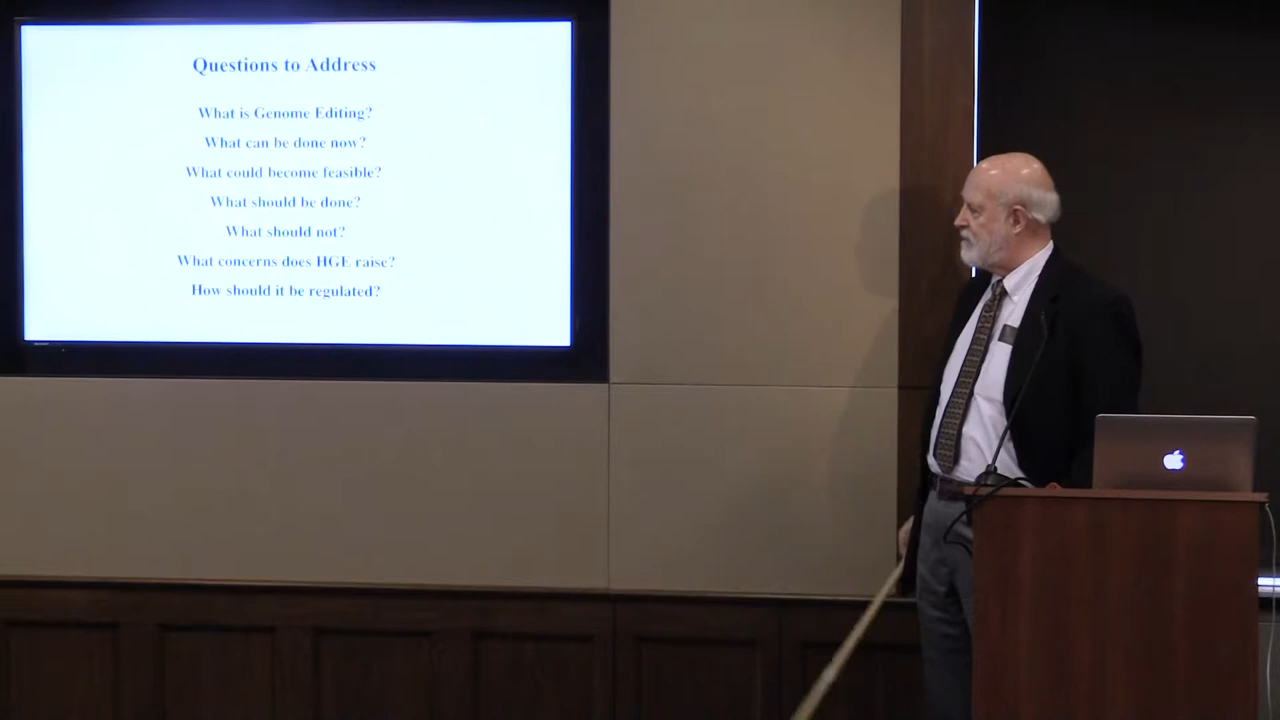 Questions to Address
What is Genome Editing?
What can be done now?
What could become feasible?
What should be done?
What should not?
What concerns does HGE raise?
How should it be regulated?